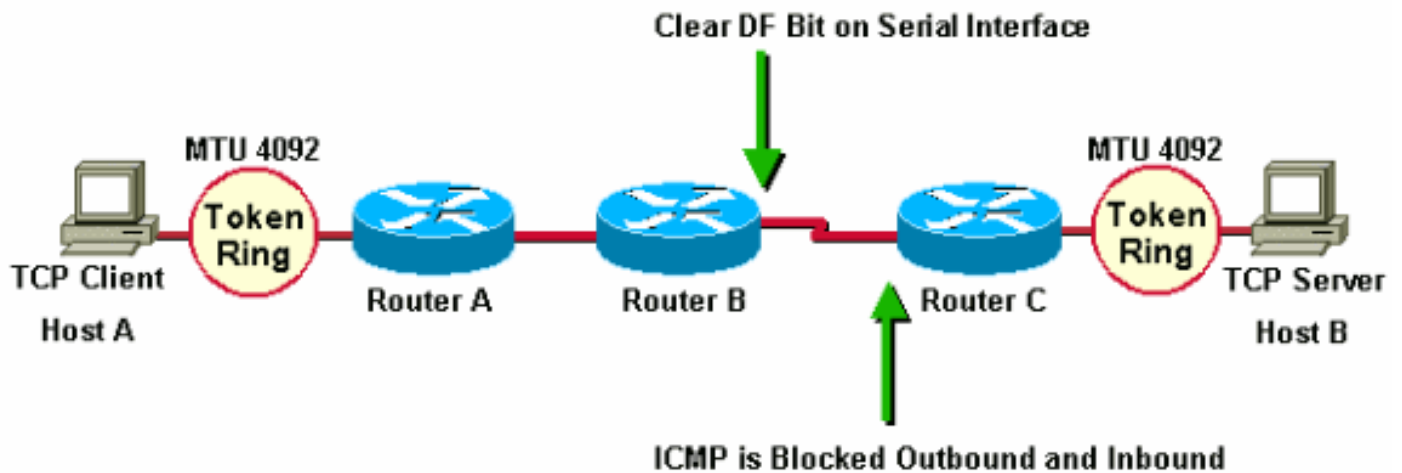 Clear DF Bit on Serial Interface
MTU 4092
MTU 4092
Token
Ring
Token
Ring
TCP Client
Host A
Router A
Router B
Router C
TCP Server
Host B
ICMP is Blocked Outbound and Inbound